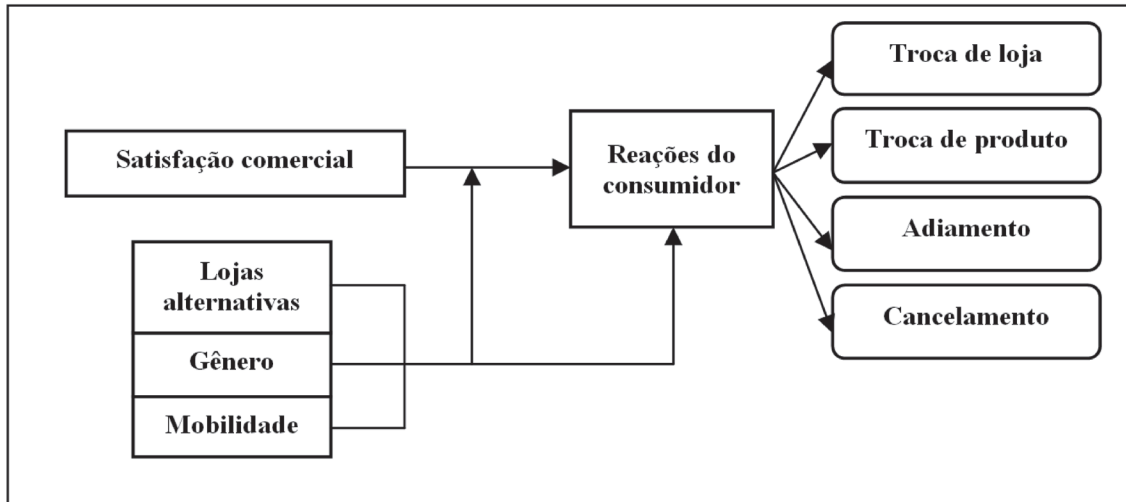 Satisfação comercial
Lojas
alternativas
Gênero
Mobilidade
Reações do
consumidor
Troca de loja
Troca de produto
Adiamento
Cancelamento